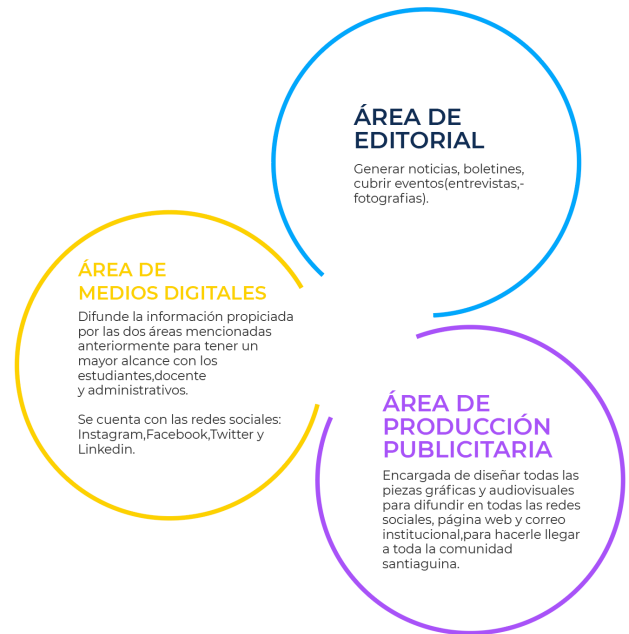 ÁREA DE
EDITORIAL
Generar noticias, boletines,
cubrir eventos(entrevistas,-
fotografias).
ÁREA DE
MEDIOS DIGITALES
Difunde la información propiciada
por las dos áreas mencionadas
anteriormente para tener un
mayor alcance con los
estudiantes,docente
y administrativos.
Se cuenta con las redes sociales:
Instagram,Facebook,Twitter y
Linkedin.
ÁREA DE
PRODUCCIÓN
PUBLICITARIA
Encargada de diseñar todas las
piezas gráficas y audiovisuales
para difundir en todas las redes
sociales, página web y correo
institucional,para hacerle llegar
a toda la comunidad
santiaguina.